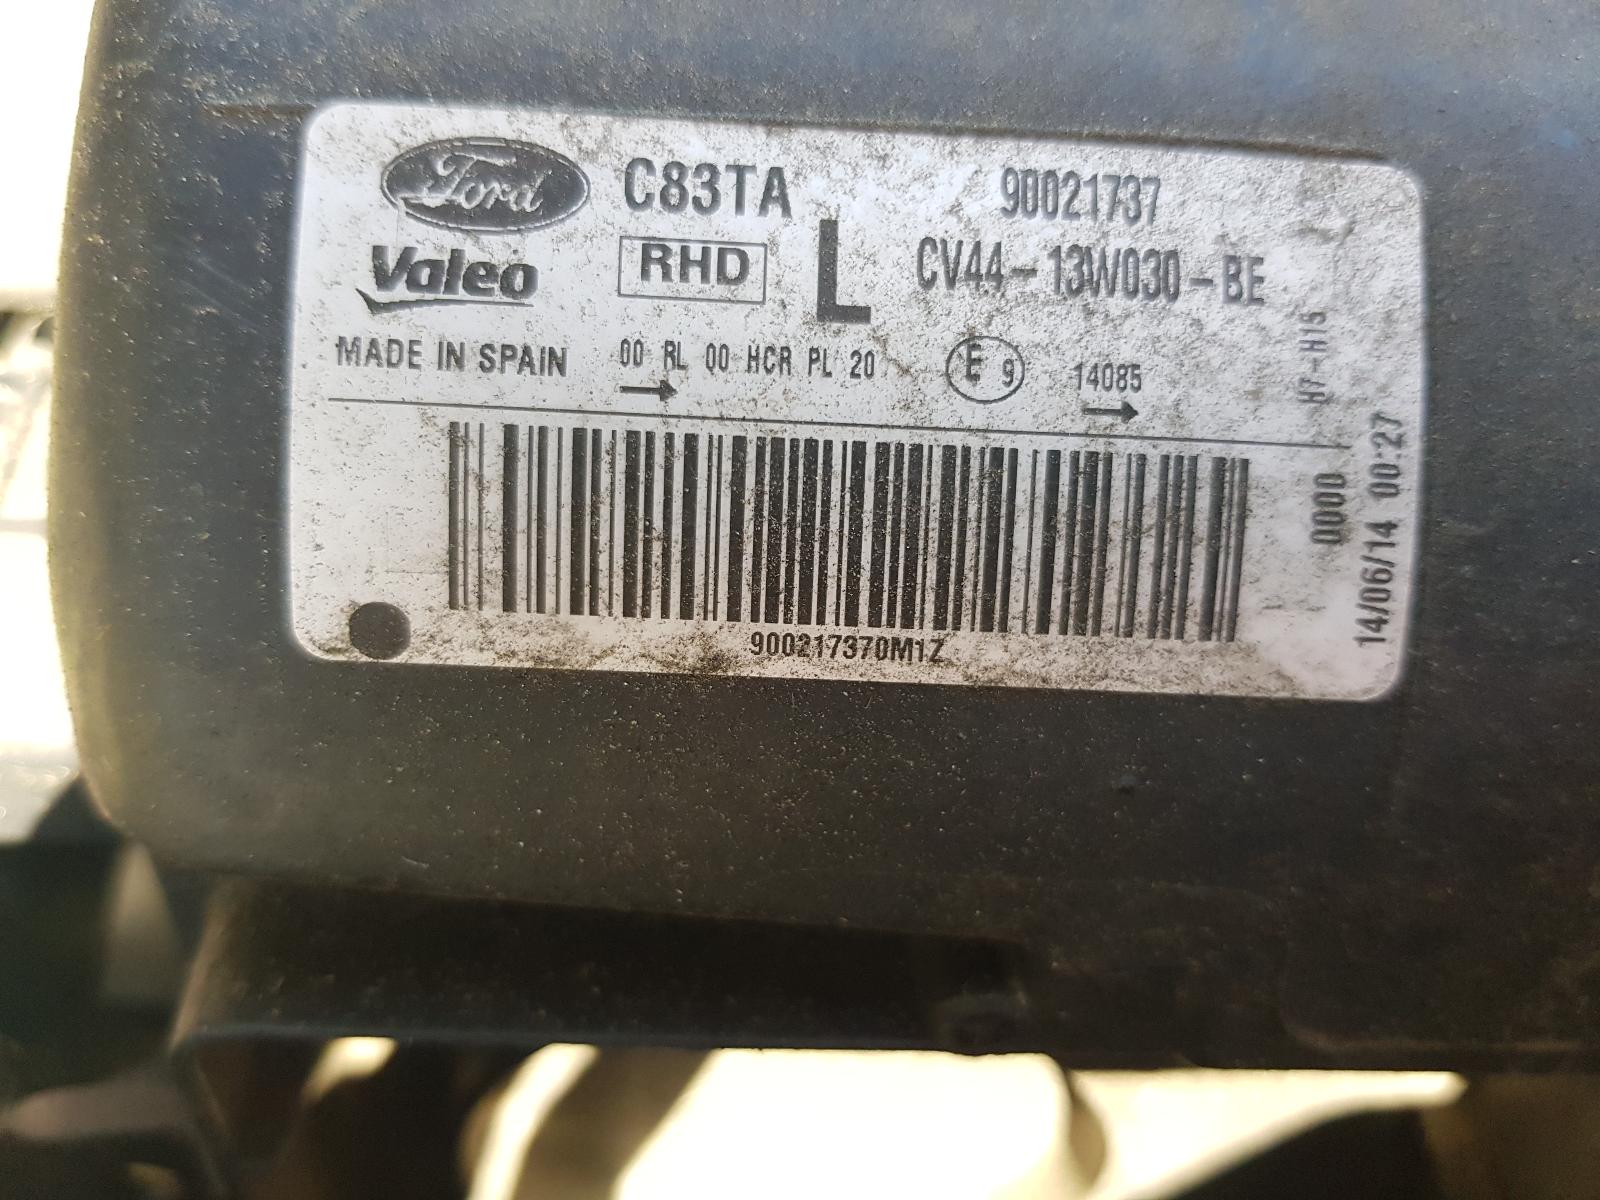 Ford C83TA 90021737
Valeo RHD L CV44-13W030-BE
MADE IN SPAIN 00 RL 00 HCR PL 20 E 9 14085
→ →
H7-H15
0000
14/06/14 00:27
900217370M1Z